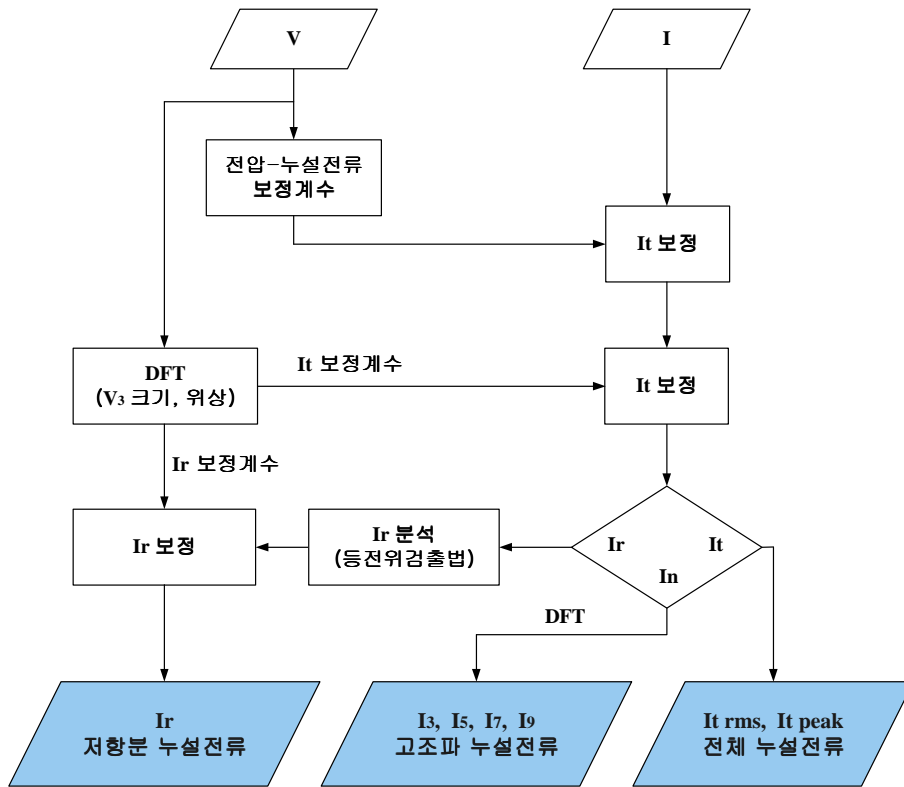 V
I
전압-누설전류
보정계수
It 보정
DFT
(V₃ 크기, 위상)
It 보정계수
It 보정
Ir 보정계수
Ir 보정
Ir 분석
(등전위검출법)
Ir
It
In
DFT
Ir
저항분 누설전류
I₃, I₅, I₇, I₉
고조파 누설전류
It rms, It peak
전체 누설전류